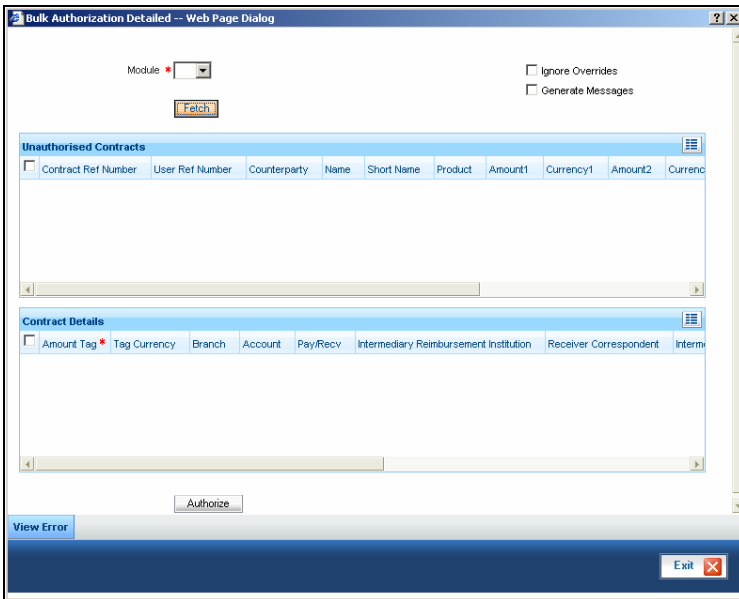 Bulk Authorization Detailed -- Web Page Dialog
Module *
Ignore Overrides
Generate Messages
Fetch
Unauthorised Contracts
Contract Ref Number User Ref Number Counterparty Name Short Name Product Amount1 Currency1 Amount2 Currenc
Contract Details
Amount Tag * Tag Currency Branch Account Pay/Recv Intermediary Reimbursement Institution Receiver Correspondent Interm
Authorize
View Error
Exit